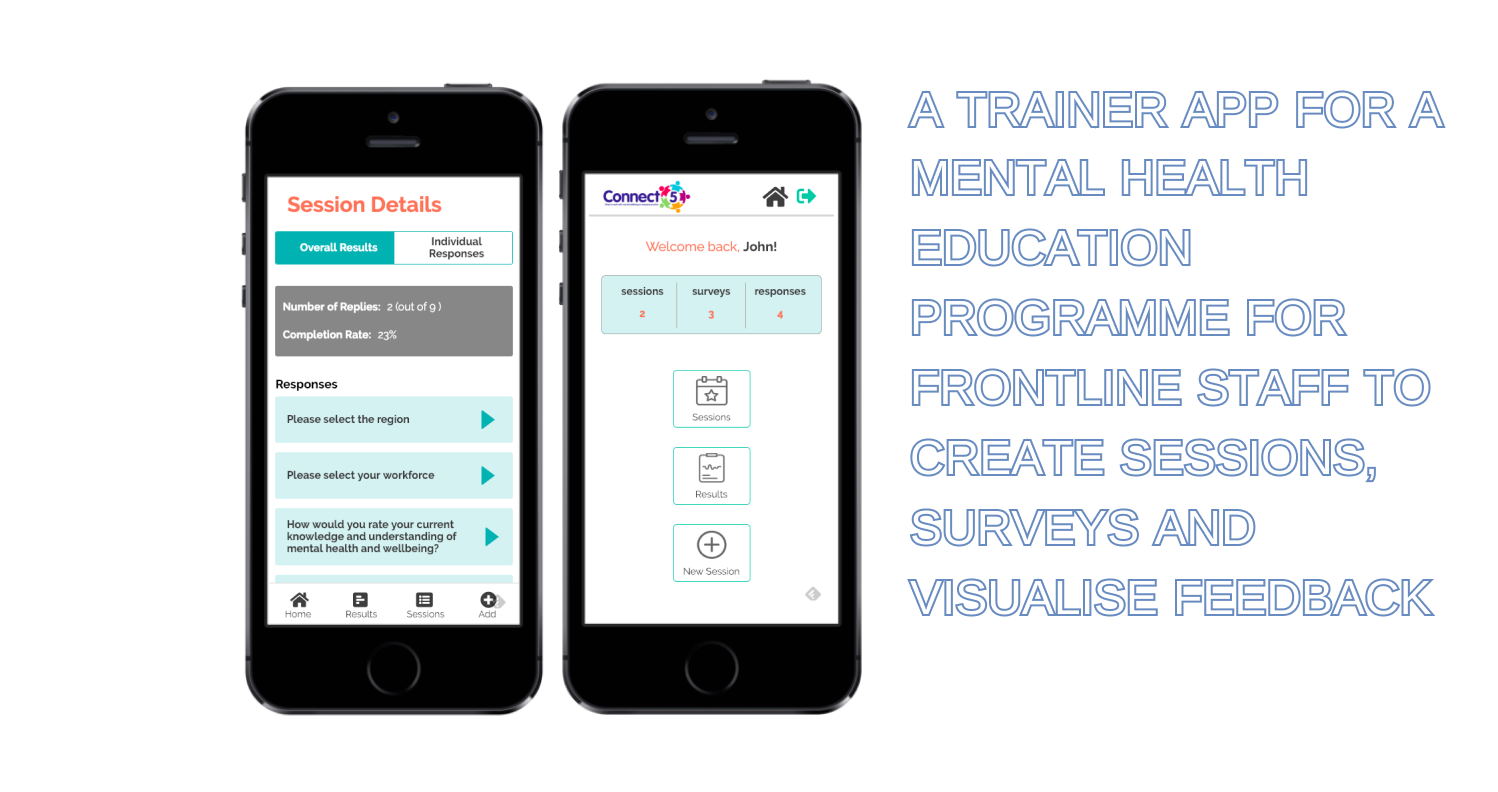 Session Details
Overall Results
Individual
Responses
Number of Replies: 2 (out of 9 )
Completion Rate: 23%
Responses
Please select the region
Please select your workforce
How would you rate your current
knowledge and understanding of
mental health and wellbeing?
Home Results Sessions Add
Connect 5
Welcome back, John!
sessions surveys responses
2 3 4
Sessions
Results
New Session
A TRAINER APP FOR A
MENTAL HEALTH
EDUCATION
PROGRAMME FOR
FRONTLINE STAFF TO
CREATE SESSIONS,
SURVEYS AND
VISUALISE FEEDBACK